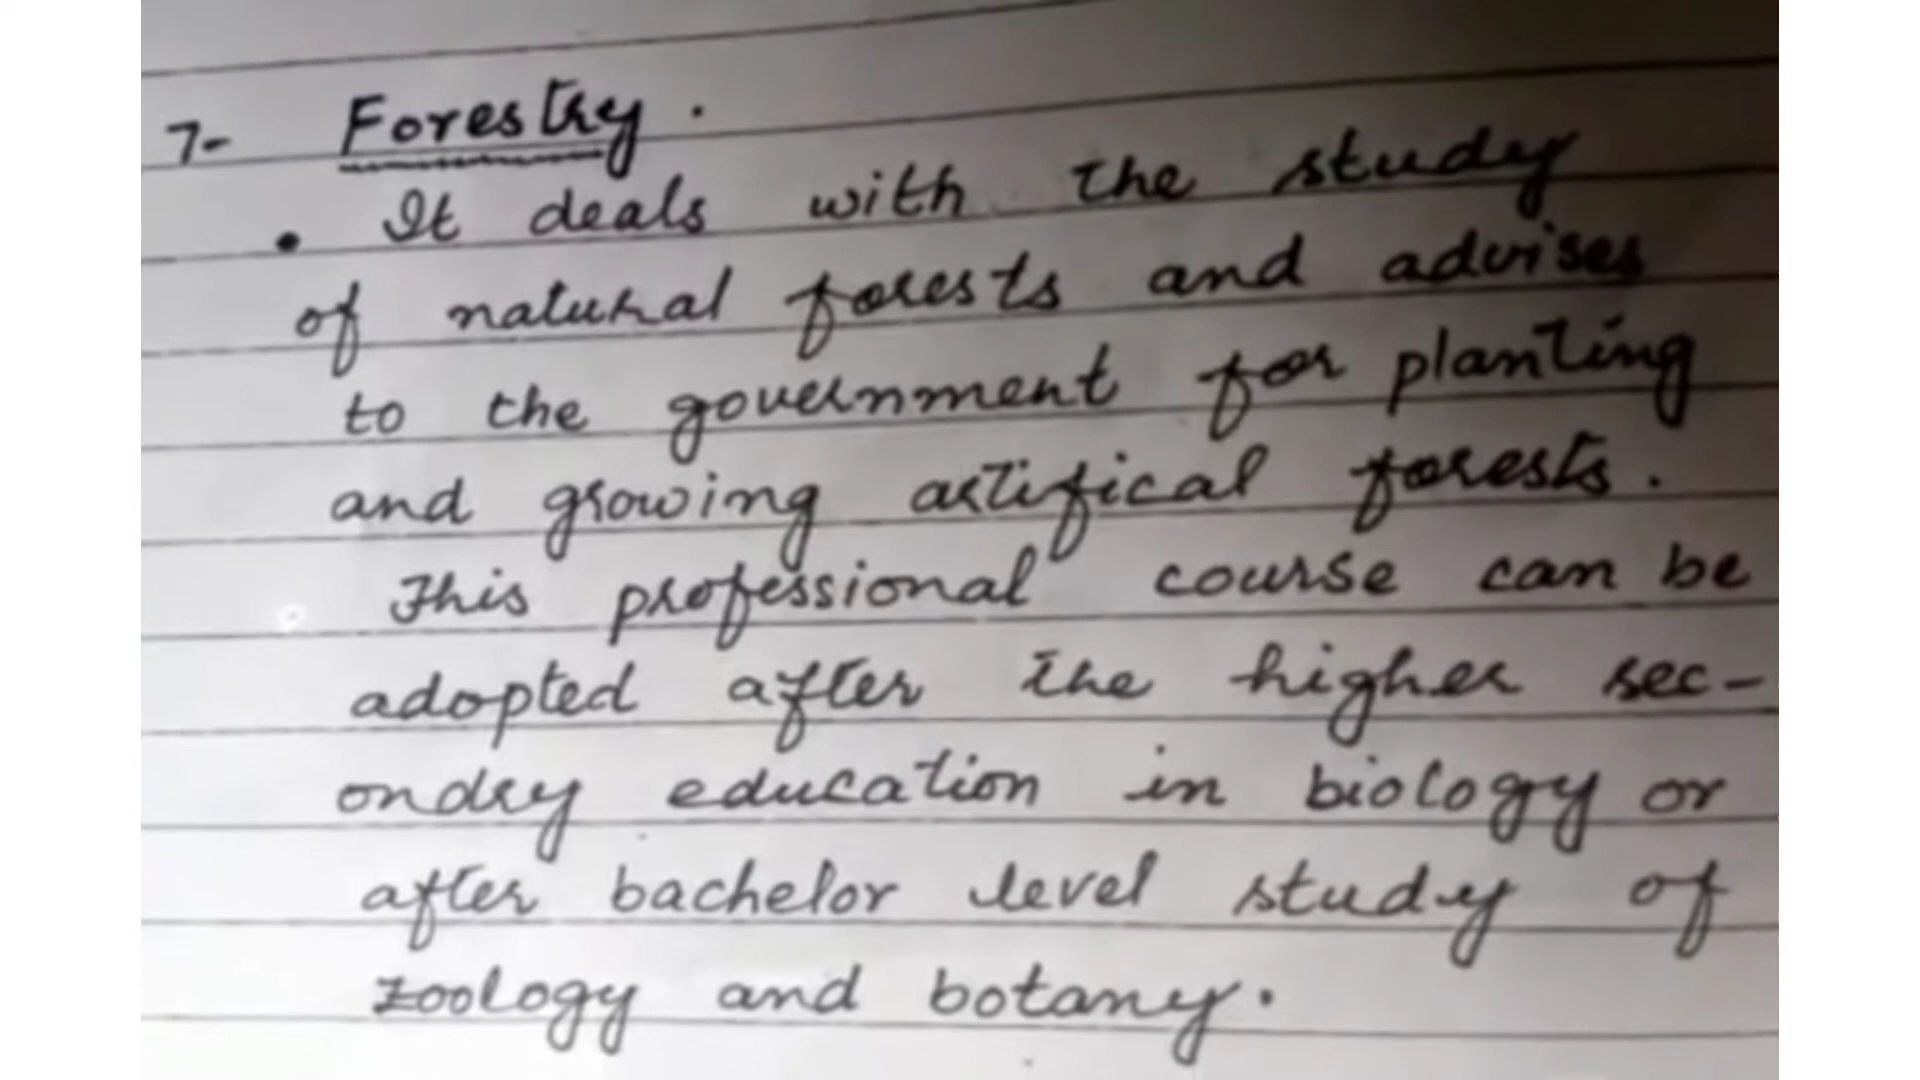 7- Forestry.
• It deals with the study
of natural forests and advises
to the government for planting
and growing artifical forests.
This professional course can be
adopted after the higher sec-
ondry education in biology or
after bachelor level study of
zoology and botany.